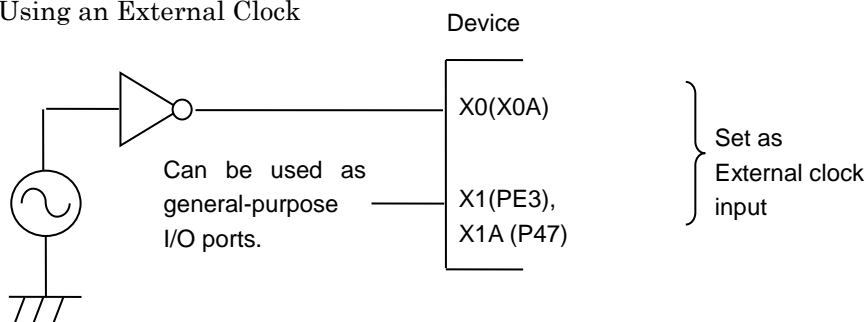 Using an External Clock
Device
X0(X0A)
Can be used as
general-purpose
I/O ports.
X1(PE3),
X1A (P47)
Set as
External clock
input